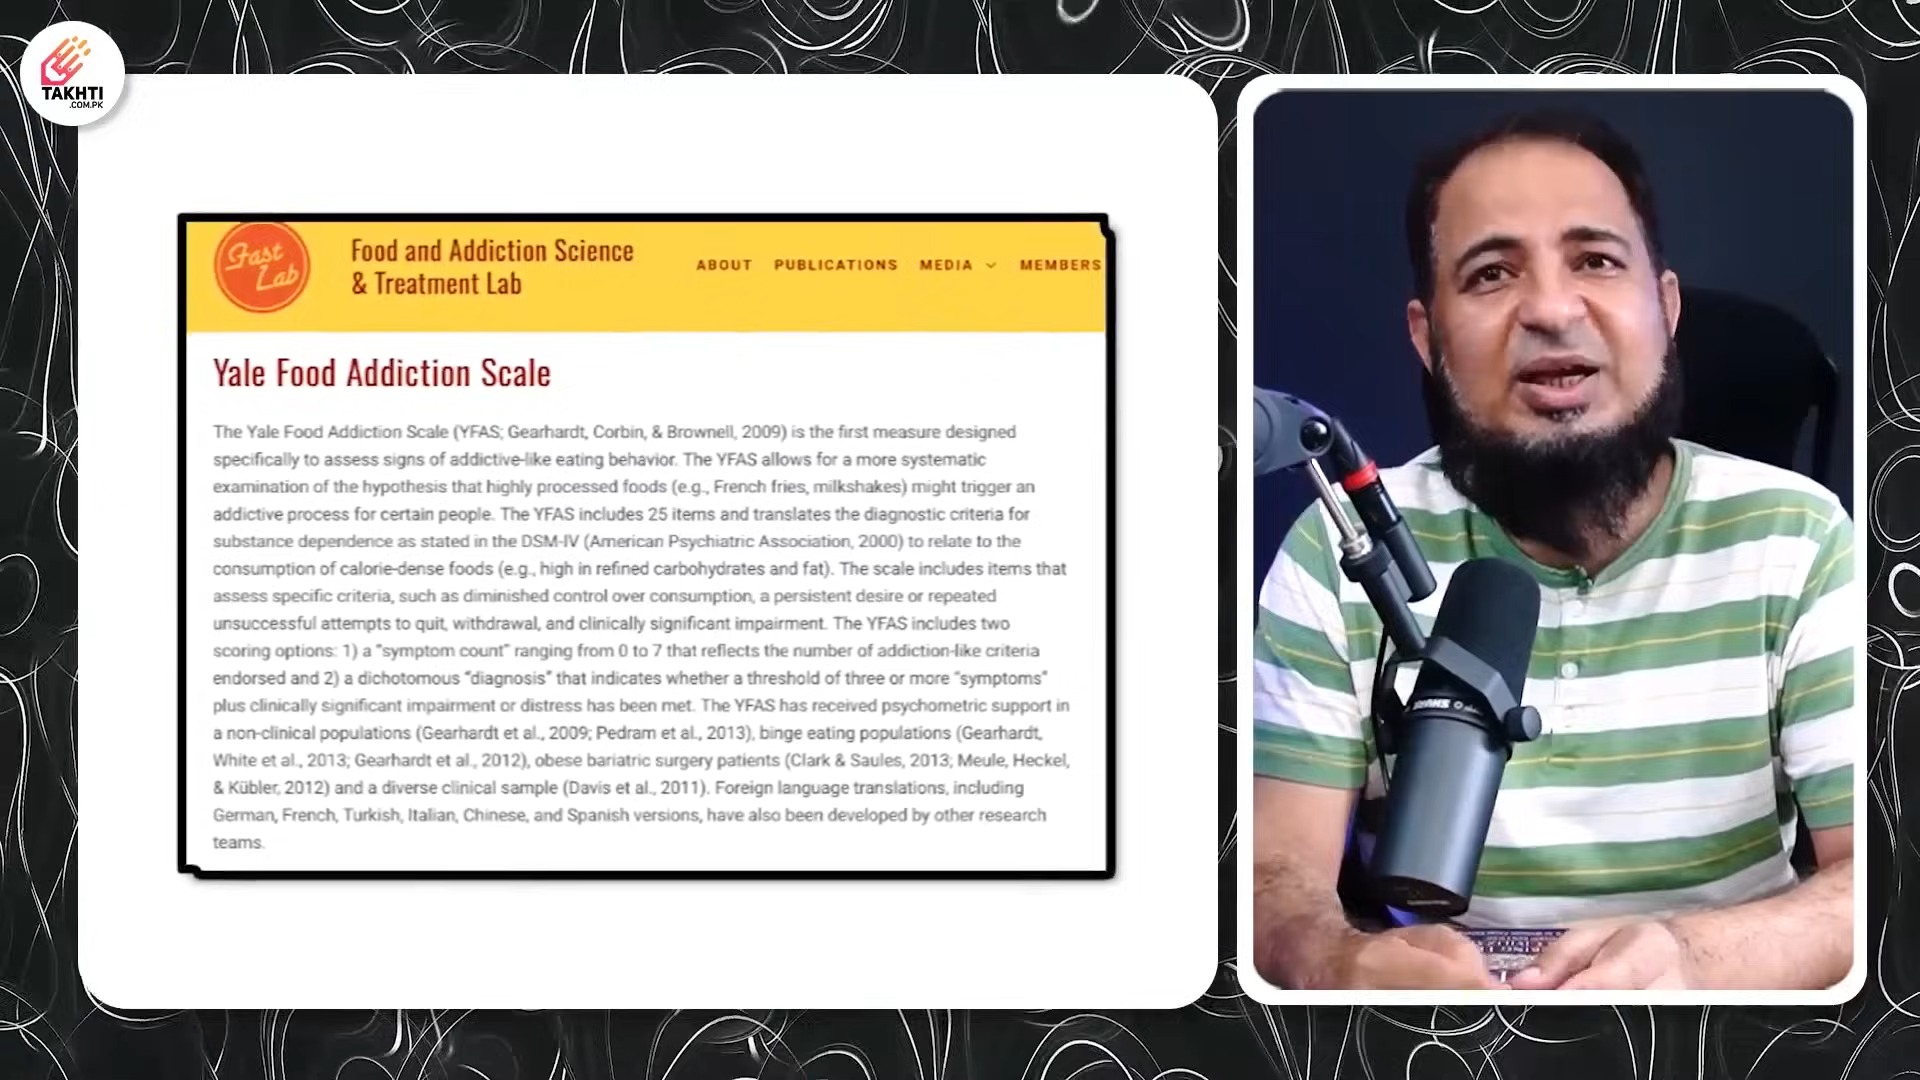 TAKHTI
.COM.PK
Fast
Lab
Food and Addiction Science
& Treatment Lab
ABOUT PUBLICATIONS MEDIA MEMBERS
Yale Food Addiction Scale
The Yale Food Addiction Scale (YFAS; Gearhardt, Corbin, & Brownell, 2009) is the first measure designed
specifically to assess signs of addictive-like eating behavior. The YFAS allows for a more systematic
examination of the hypothesis that highly processed foods (e.g., French fries, milkshakes) might trigger an
addictive process for certain people. The YFAS includes 25 items and translates the diagnostic criteria for
substance dependence as stated in the DSM-IV (American Psychiatric Association, 2000) to relate to the
consumption of calorie-dense foods (e.g., high in refined carbohydrates and fat). The scale includes items that
assess specific criteria, such as diminished control over consumption, a persistent desire or repeated
unsuccessful attempts to quit, withdrawal, and clinically significant impairment. The YFAS includes two
scoring options: 1) a "symptom count" ranging from 0 to 7 that reflects the number of addiction-like criteria
endorsed and 2) a dichotomous “diagnosis” that indicates whether a threshold of three or more “symptoms”
plus clinically significant impairment or distress has been met. The YFAS has received psychometric support in
a non-clinical populations (Gearhardt et al., 2009; Pedram et al., 2013), binge eating populations (Gearhardt,
White et al., 2013; Gearhardt et al., 2012), obese bariatric surgery patients (Clark & Saules, 2013; Meule, Heckel,
& Kübler, 2012) and a diverse clinical sample (Davis et al., 2011). Foreign language translations, including
German, French, Turkish, Italian, Chinese, and Spanish versions, have also been developed by other research
teams.